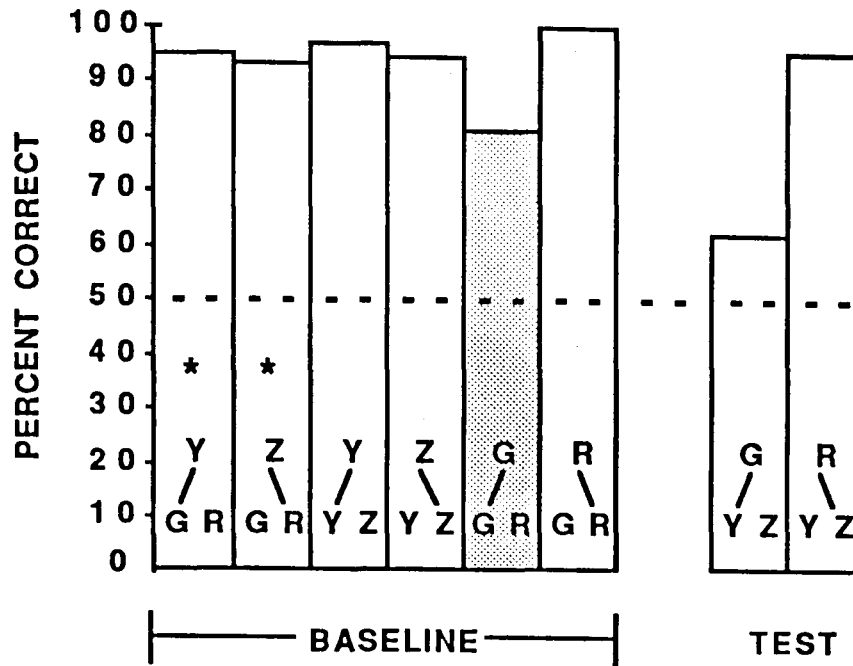 PERCENT CORRECT
100
90
80
70
60
50
40
30
20
10
0
* *
Y Z Y Z G R
G R G R Y Z Y Z G R G R
G R
Y Z Y Z
BASELINE
TEST